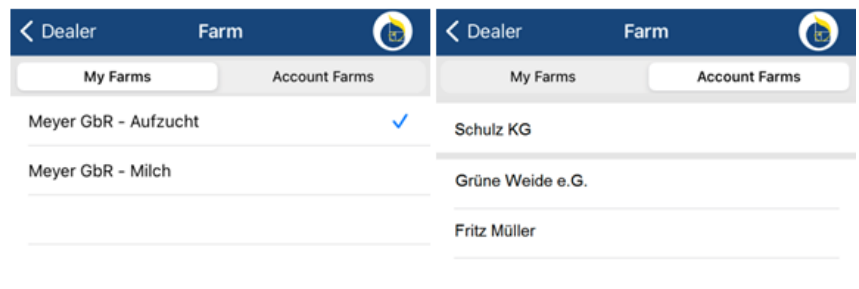 Dealer Farm
My Farms Account Farms
Meyer GbR - Aufzucht
Meyer GbR - Milch
Dealer Farm
My Farms Account Farms
Schulz KG
Grüne Weide e.G.
Fritz Müller